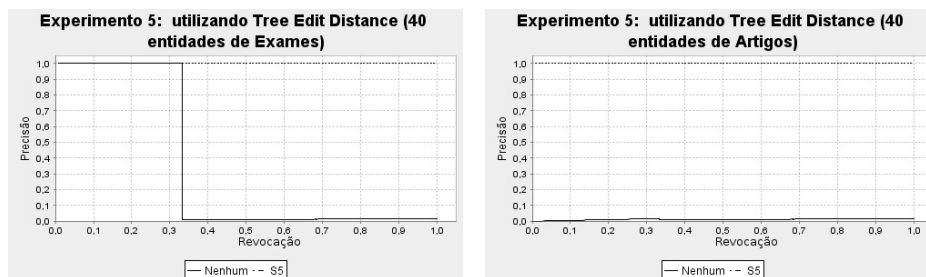 Experimento 5: utilizando Tree Edit Distance (40
entidades de Exames)
Precisão
1,0
0,9
0,8
0,7
0,6
0,5
0,4
0,3
0,2
0,1
0,0
0,0 0,1 0,2 0,3 0,4 0,5 0,6 0,7 0,8 0,9 1,0
Revocação
— Nenhum - - S5
Experimento 5: utilizando Tree Edit Distance (40
entidades de Artigos)
Precisão
1,0
0,9
0,8
0,7
0,6
0,5
0,4
0,3
0,2
0,1
0,0
0,0 0,1 0,2 0,3 0,4 0,5 0,6 0,7 0,8 0,9 1,0
Revocação
— Nenhum - - S5